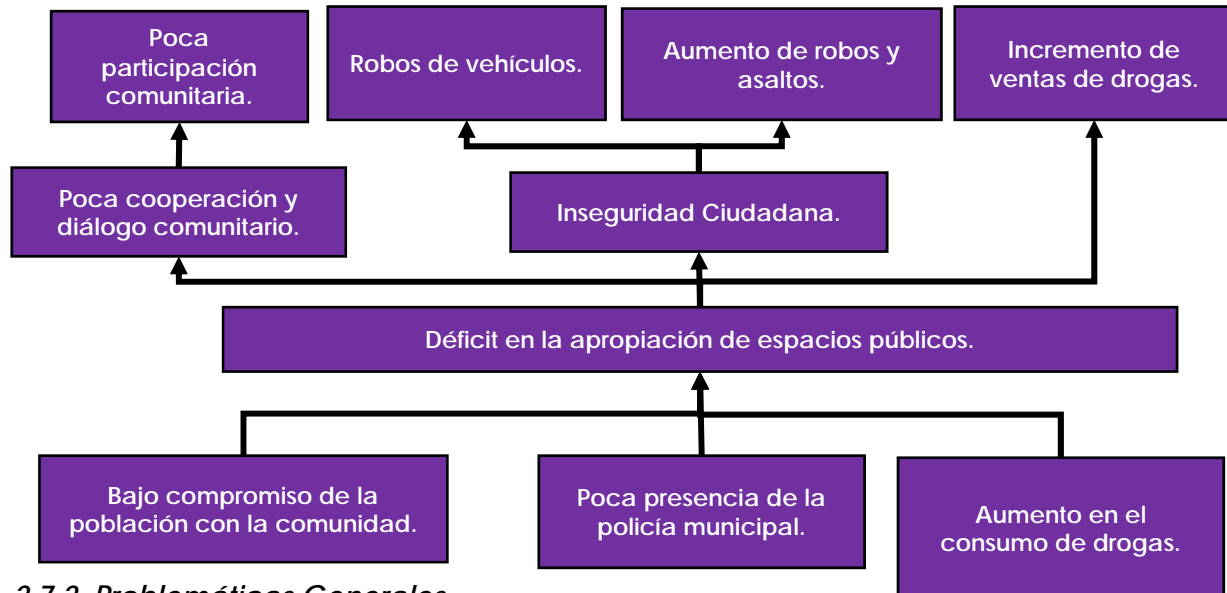 Poca
participación
comunitaria.
Robos de vehículos.
Aumento de robos y
asaltos.
Incremento de
ventas de drogas.
Poca cooperación y
diálogo comunitario.
Inseguridad Ciudadana.
Déficit en la apropiación de espacios públicos.
Bajo compromiso de la
población con la comunidad.
Poca presencia de la
policía municipal.
Aumento en el
consumo de drogas.
Problemáticas Generales